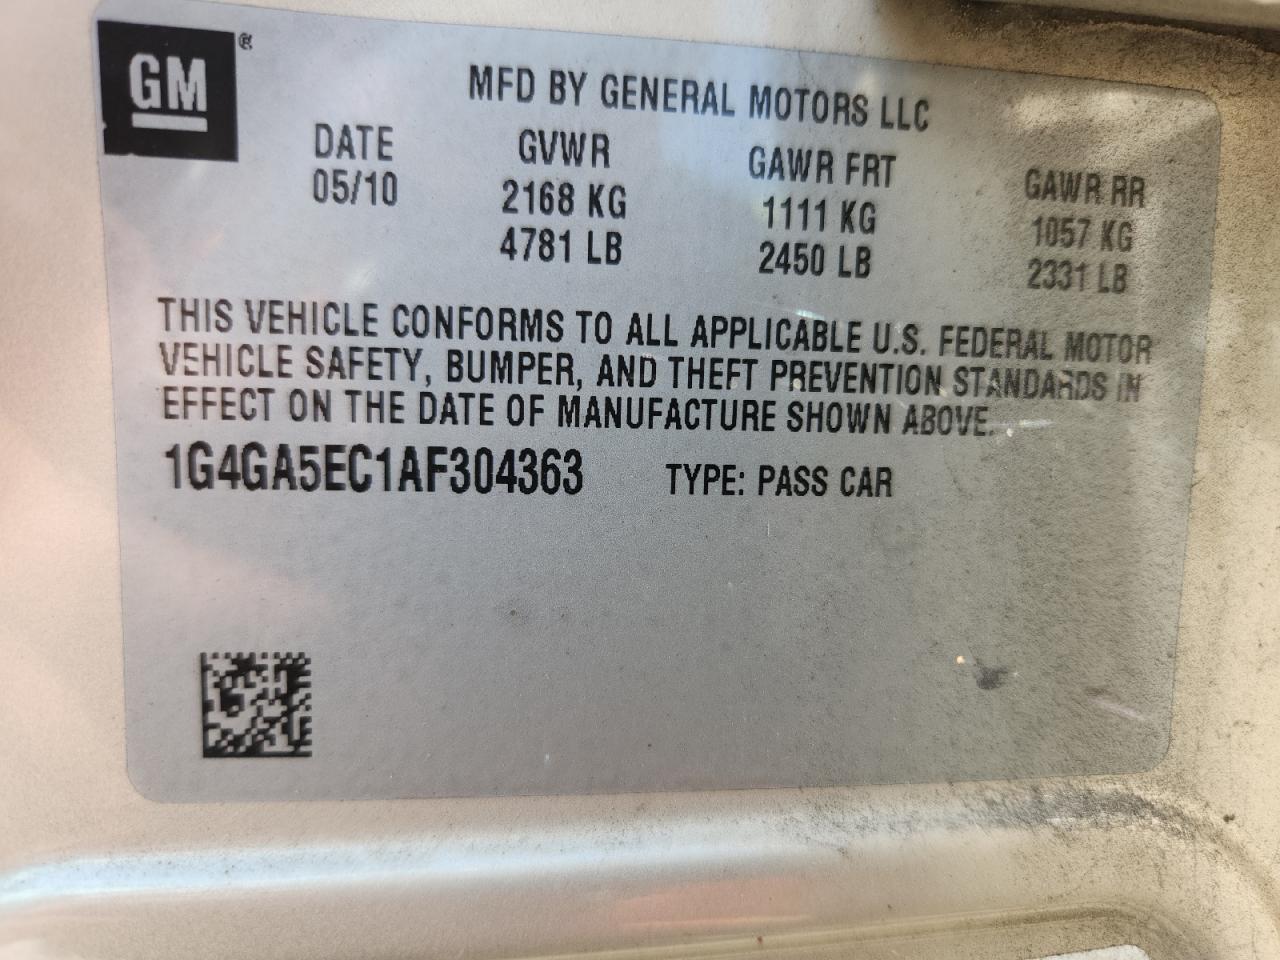 GM®
MFD BY GENERAL MOTORS LLC
DATE GVWR GAWR FRT GAWR RR
05/10 2168 KG 1111 KG 1057 KG
4781 LB 2450 LB 2331 LB
THIS VEHICLE CONFORMS TO ALL APPLICABLE U.S. FEDERAL MOTOR
VEHICLE SAFETY, BUMPER, AND THEFT PREVENTION STANDARDS IN
EFFECT ON THE DATE OF MANUFACTURE SHOWN ABOVE.
1G4GA5EC1AF304363 TYPE: PASS CAR